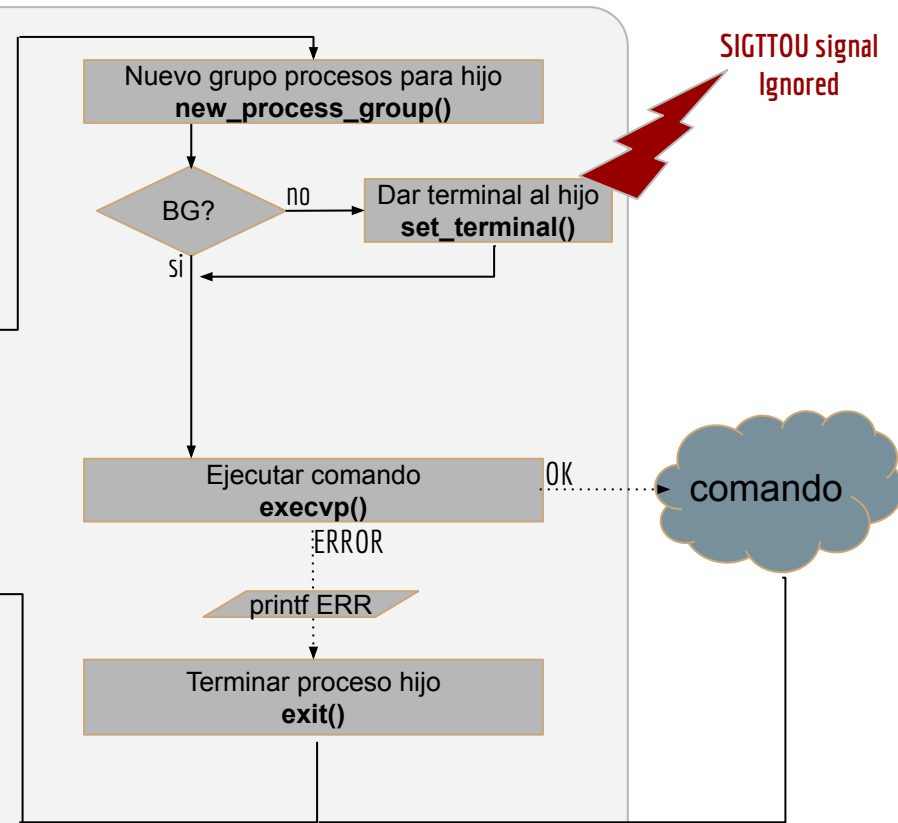 SIGTTOU signal
Ignored
Nuevo grupo procesos para hijo
new_process_group()
BG?
no
Dar terminal al hijo
set_terminal()
si
Ejecutar comando
execvp()
OK
comando
ERROR
printf ERR
Terminar proceso hijo
exit()